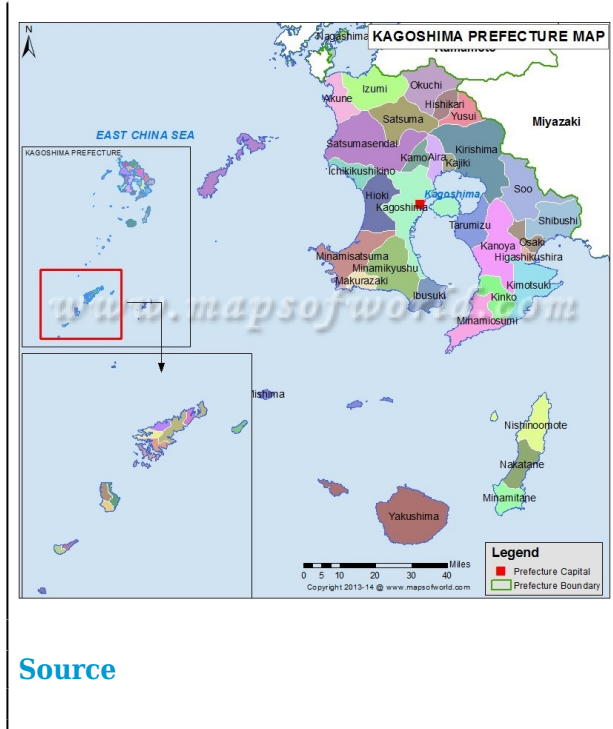 N
Nagashima
KAGOSHIMA PREFECTURE MAP
Kumamoto
Okuchi
Izumi
Akune
Hishikari
Yusui
Satsuma
Miyazaki
EAST CHINA SEA
Satsumasendai
Kirishima
KAGOSHIMA PREFECTURE
Kamo
Aira
Kajiki
Ichikikushikino
Soo
Hioki
Kagoshima
Kagoshima
Shibushi
Tarumizu
Osaki
Kanoya
Higashikushira
Minamisatsuma
Minamikyushu
Makurazaki
Kimotsuki
Ibusuki
Kinko
www.mapsofworld.com
Minamiosumi
Mishima
Nishinoomote
Nakatane
Minamitane
Yakushima
Legend
Prefecture Capital
Prefecture Boundary
Miles
0 5 10 20 30 40
Copyright 2013-14 @ www.mapsofworld.com
Source